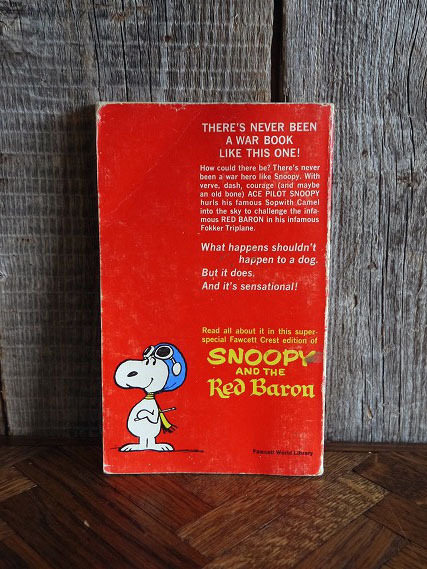 THERE'S NEVER BEEN
A WAR BOOK
LIKE THIS ONE!
How could there be? There's never
been a war hero like Snoopy. With
verve, dash, courage (and maybe
an old bone) ACE PILOT SNOOPY
hurls his famous Sopwith Camel
into the sky to challenge the infa-
mous RED BARON in his infamous
Fokker Triplane.
What happens shouldn't
happen to a dog.
But it does.
And it's sensational!
Read all about it in this super-
special Fawcett Crest edition of
SNOOPY
AND THE
Red Baron
Fawcett World Library